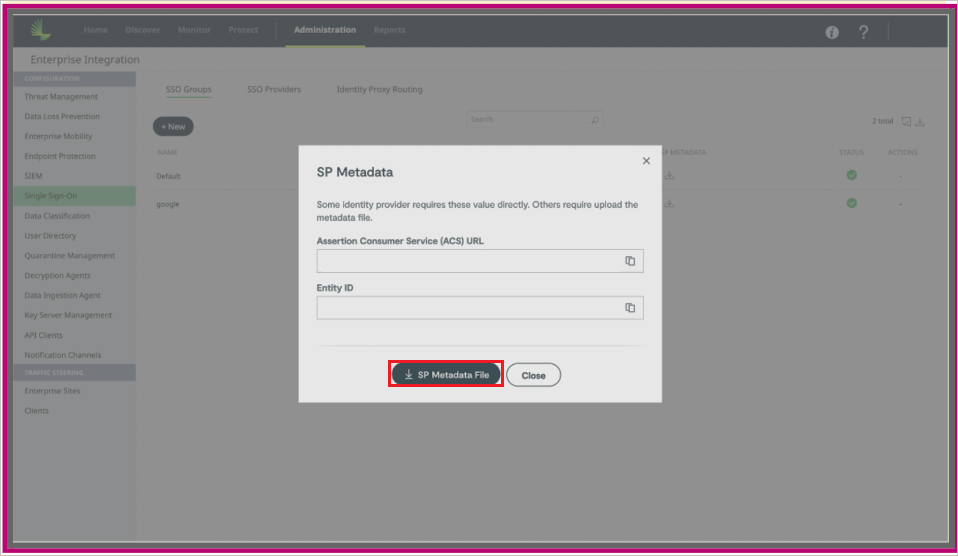 Home Discover Monitor Protect Administration Reports
Enterprise Integration
CONFIGURATION
Threat Management
Data Loss Prevention
Enterprise Mobility
Endpoint Protection
SIEM
Single Sign-On
Data Classification
User Directory
Quarantine Management
Decryption Agents
Data Ingestion Agent
Key Server Management
API Clients
Notification Channels
TRAFFIC STEERING
Enterprise Sites
Clients
SSO Groups SSO Providers Identity Proxy Routing
+ New
Search
2 total
NAME SP METADATA STATUS ACTIONS
Default -
google -
SP Metadata
Some identity provider requires these value directly. Others require upload the
metadata file.
Assertion Consumer Service (ACS) URL
Entity ID
SP Metadata File
Close